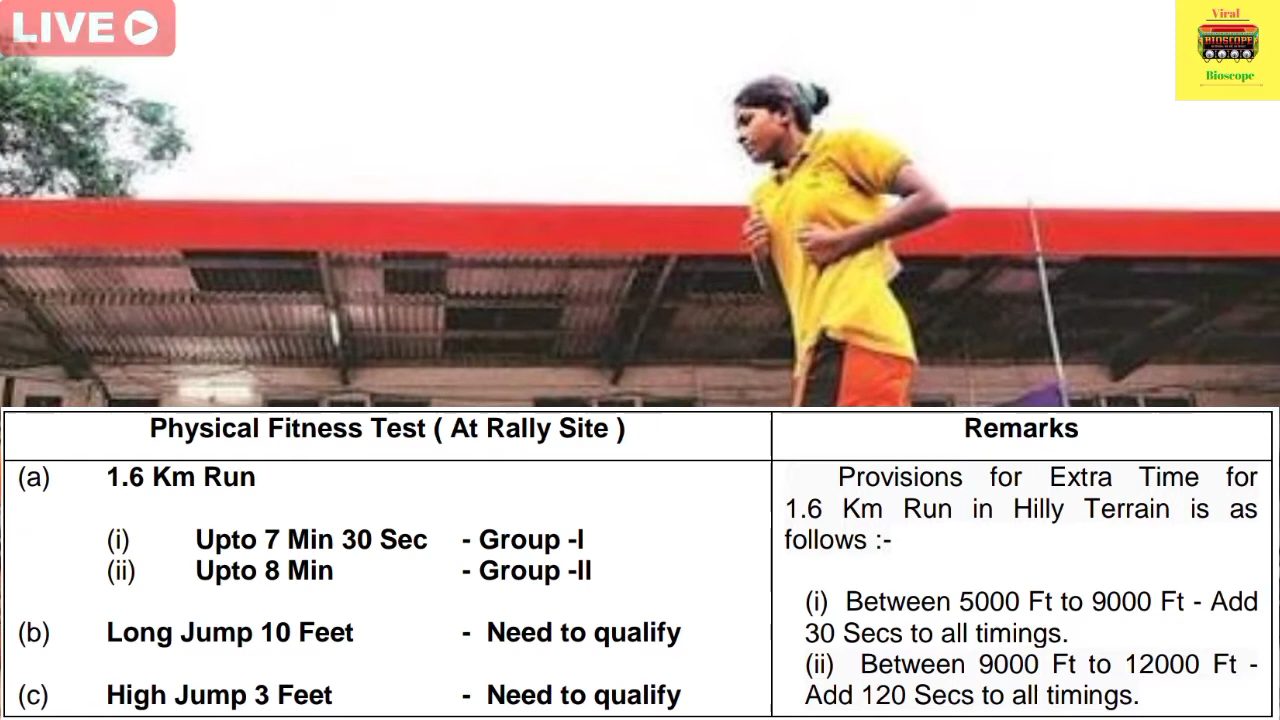 LIVE
Viral
BIOSCOPE
Bioscope
Physical Fitness Test ( At Rally Site )
Remarks
(a) 1.6 Km Run
(i) Upto 7 Min 30 Sec - Group -I
(ii) Upto 8 Min - Group -II
(b) Long Jump 10 Feet - Need to qualify
(c) High Jump 3 Feet - Need to qualify
Provisions for Extra Time for
1.6 Km Run in Hilly Terrain is as
follows :-
(i) Between 5000 Ft to 9000 Ft - Add
30 Secs to all timings.
(ii) Between 9000 Ft to 12000 Ft -
Add 120 Secs to all timings.